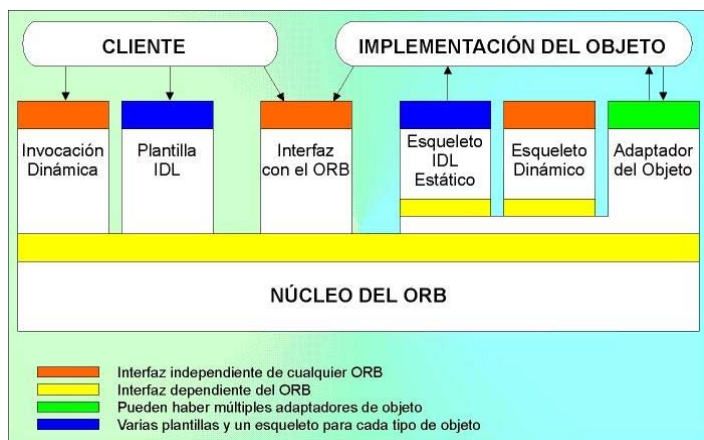 CLIENTE
IMPLEMENTACIÓN DEL OBJETO
Invocación
Dinámica
Plantilla
IDL
Interfaz
con el ORB
Esqueleto
IDL
Estático
Esqueleto
Dinámico
Adaptador
del Objeto
NÚCLEO DEL ORB
Interfaz independiente de cualquier ORB
Interfaz dependiente del ORB
Pueden haber múltiples adaptadores de objeto
Varias plantillas y un esqueleto para cada tipo de objeto